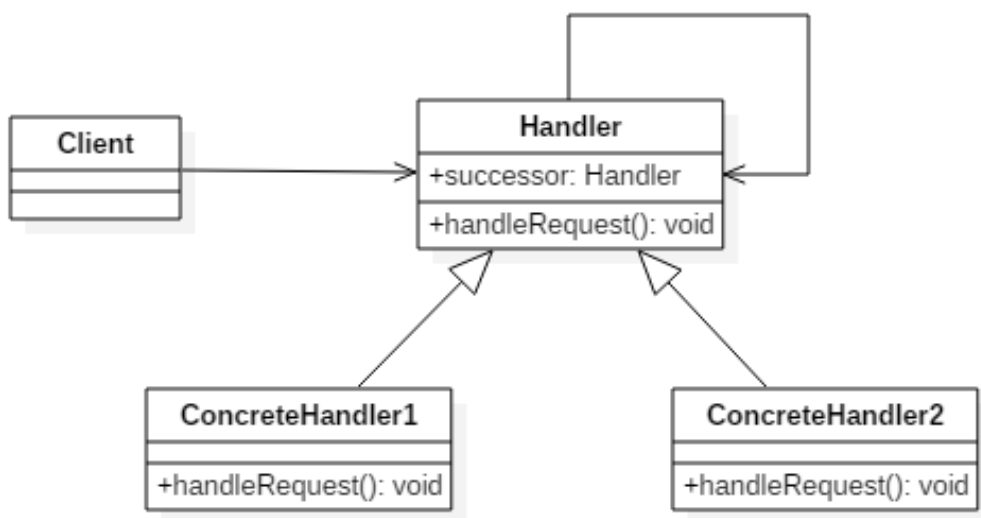 Client
Handler
+successor: Handler
+handleRequest(): void
ConcreteHandler1
+handleRequest(): void
ConcreteHandler2
+handleRequest(): void